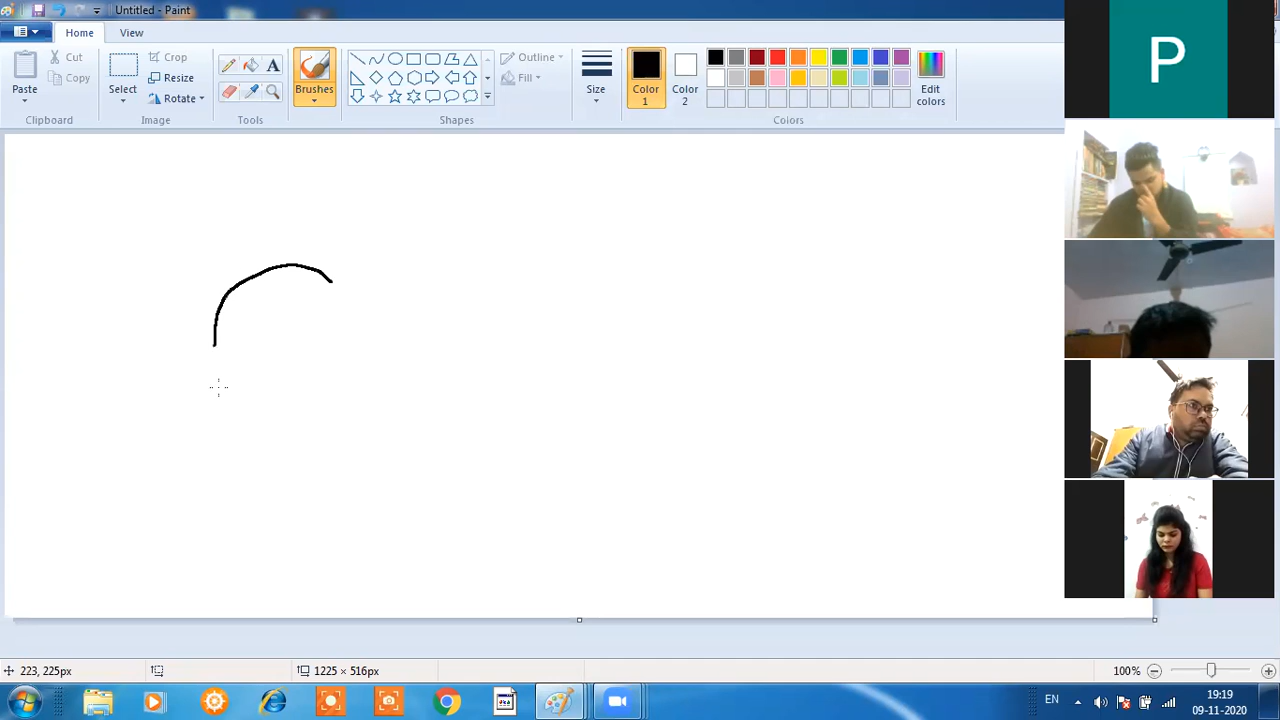 Untitled - Paint
Home View
Paste
Cut
Copy
Clipboard
Select
Crop
Resize
Rotate
Image
A
Tools
Brushes
Shapes
Outline
Fill
Size
Color 1
Color 2
Edit colors
Colors
P
223, 225px
1225 × 516px
100%
EN
19:19
09-11-2020